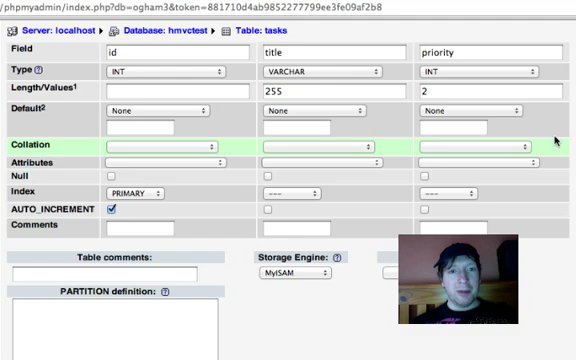 /phpmyadmin/index.php?db=ogham3&token=881710d4ab9852277799ee3fe09af2b8
Server: localhost Database: hmvctest Table: tasks
Field id title priority
Type INT VARCHAR INT
Length/Values1 255 2
Default2 None None None
Collation
Attributes
Null
Index PRIMARY --- ---
AUTO_INCREMENT
Comments
Table comments: Storage Engine:
MyISAM
PARTITION definition: